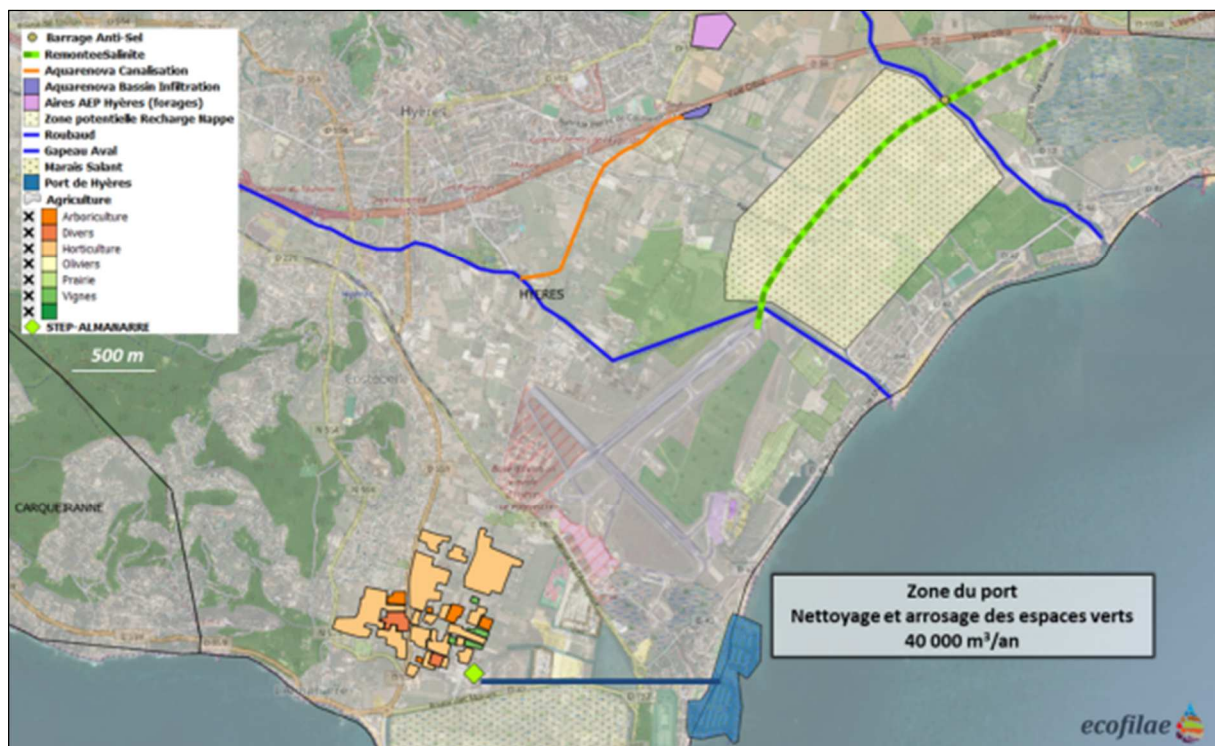 Barrage Anti-Sel
RemonteeSalinite
Aquarenova Canalisation
Aquarenova Bassin Infiltration
Aires AEP Hyères (forages)
Zone potentielle Recharge Nappe
Roubaud
Gapeau Aval
Marais Salant
Port de Hyères
Agriculture
Arboriculture
Divers
Horticulture
Oliviers
Prairie
Vignes
STEP-ALMANARRE
500 m
Hyères
HYERES
Costebelle
CARQUEIRANNE
L'Almanarre
Zone du port
Nettoyage et arrosage des espaces verts
40 000 m³/an
ecofilae